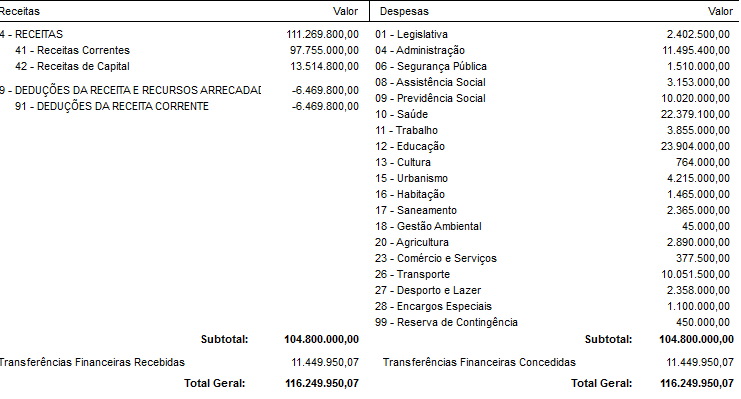 Receitas Valor Despesas Valor
4 - RECEITAS 111.269.800,00 01 - Legislativa 2.402.500,00
41 - Receitas Correntes 97.755.000,00 04 - Administração 11.495.400,00
42 - Receitas de Capital 13.514.800,00 06 - Segurança Pública 1.510.000,00
08 - Assistência Social 3.153.000,00
9 - DEDUÇÕES DA RECEITA E RECURSOS ARRECADAD -6.469.800,00 09 - Previdência Social 10.020.000,00
91 - DEDUÇÕES DA RECEITA CORRENTE -6.469.800,00 10 - Saúde 22.379.100,00
11 - Trabalho 3.855.000,00
12 - Educação 23.904.000,00
13 - Cultura 764.000,00
15 - Urbanismo 4.215.000,00
16 - Habitação 1.465.000,00
17 - Saneamento 2.365.000,00
18 - Gestão Ambiental 45.000,00
20 - Agricultura 2.890.000,00
23 - Comércio e Serviços 377.500,00
26 - Transporte 10.051.500,00
27 - Desporto e Lazer 2.358.000,00
28 - Encargos Especiais 1.100.000,00
99 - Reserva de Contingência 450.000,00
Subtotal: 104.800.000,00 Subtotal: 104.800.000,00
Transferências Financeiras Recebidas 11.449.950,07 Transferências Financeiras Concedidas 11.449.950,07
Total Geral: 116.249.950,07 Total Geral: 116.249.950,07